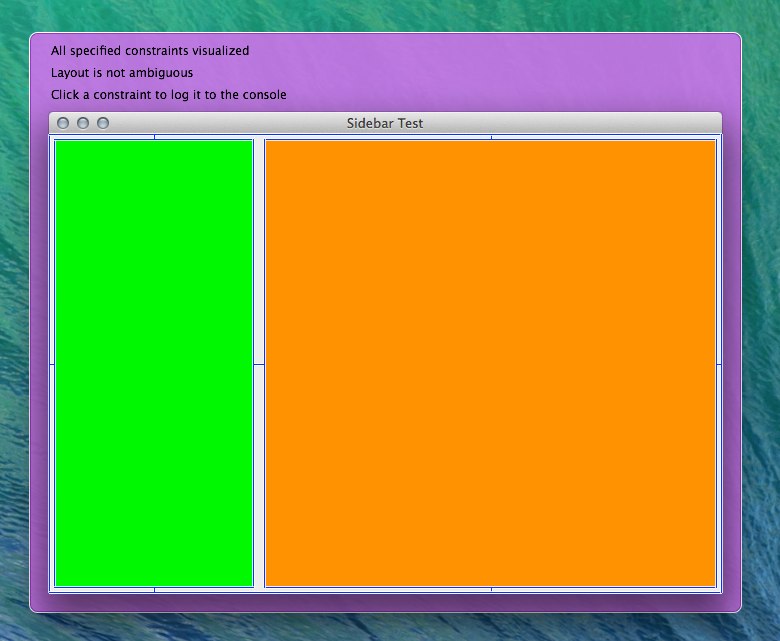 All specified constraints visualized
Layout is not ambiguous
Click a constraint to log it to the console
Sidebar Test